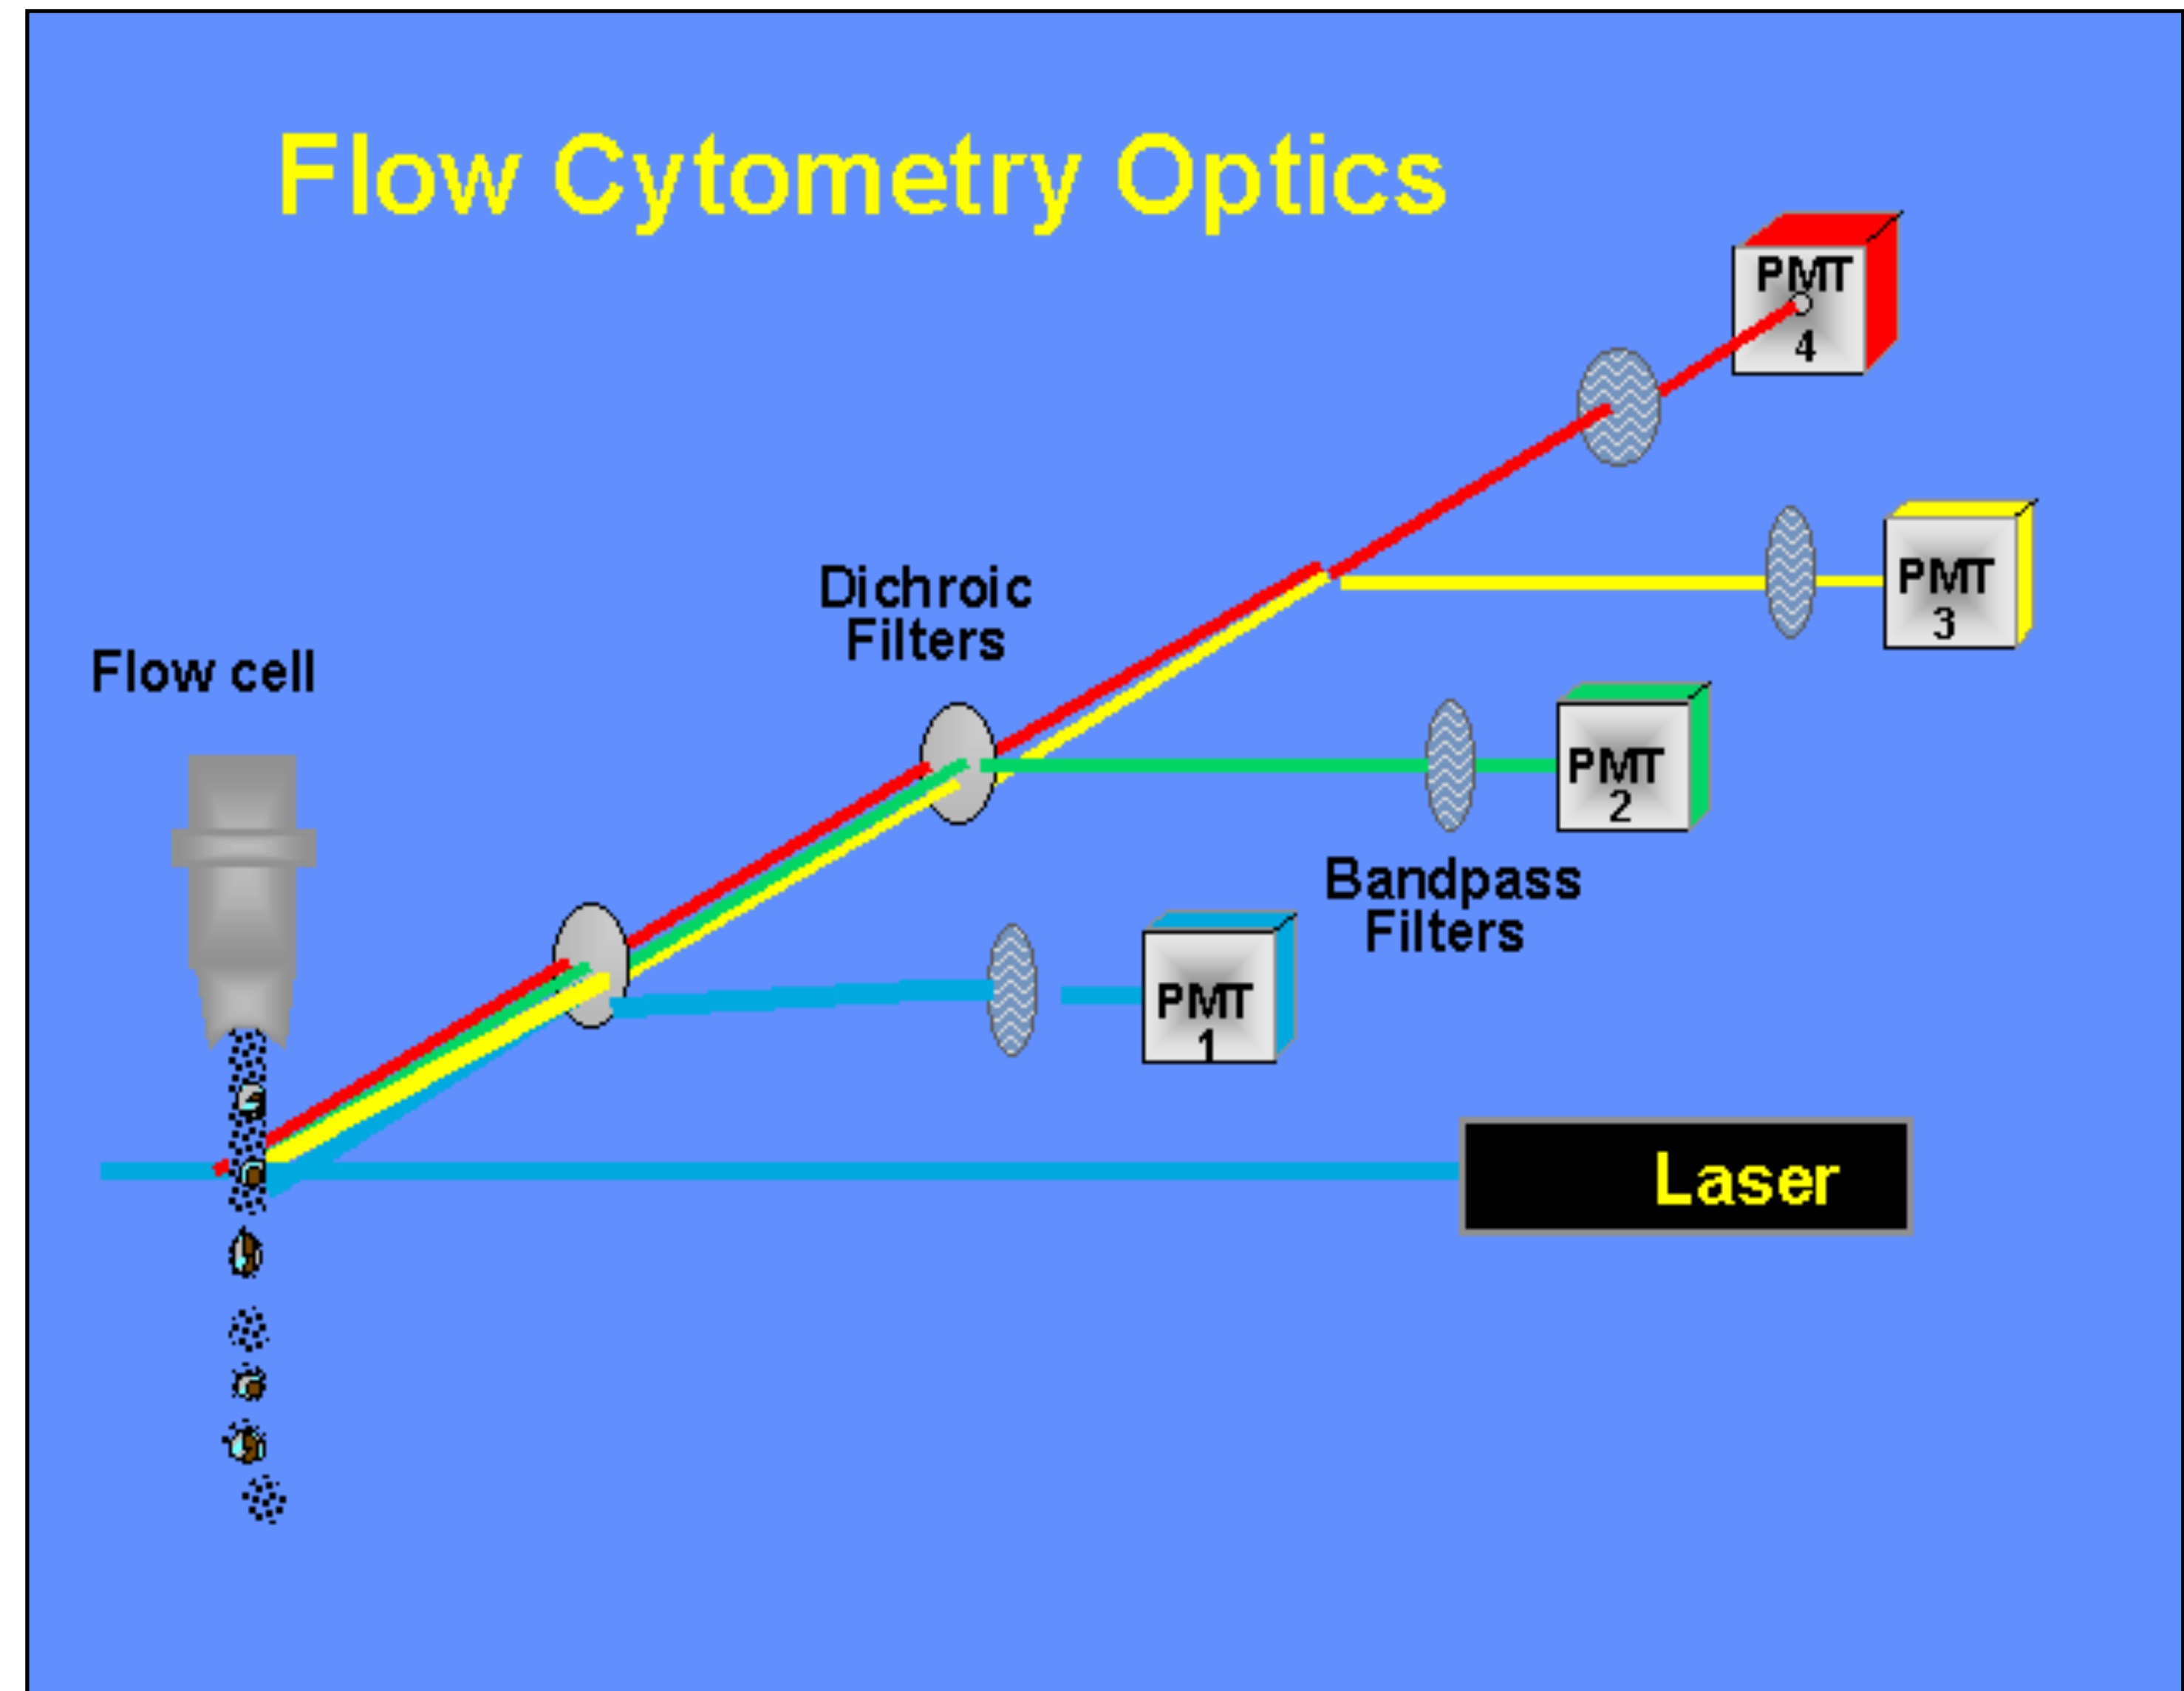 Flow Cytometry Optics
PMT
4
Dichroic
Filters
PMT
3
Flow cell
PMT
2
Bandpass
Filters
PMT
1
Laser